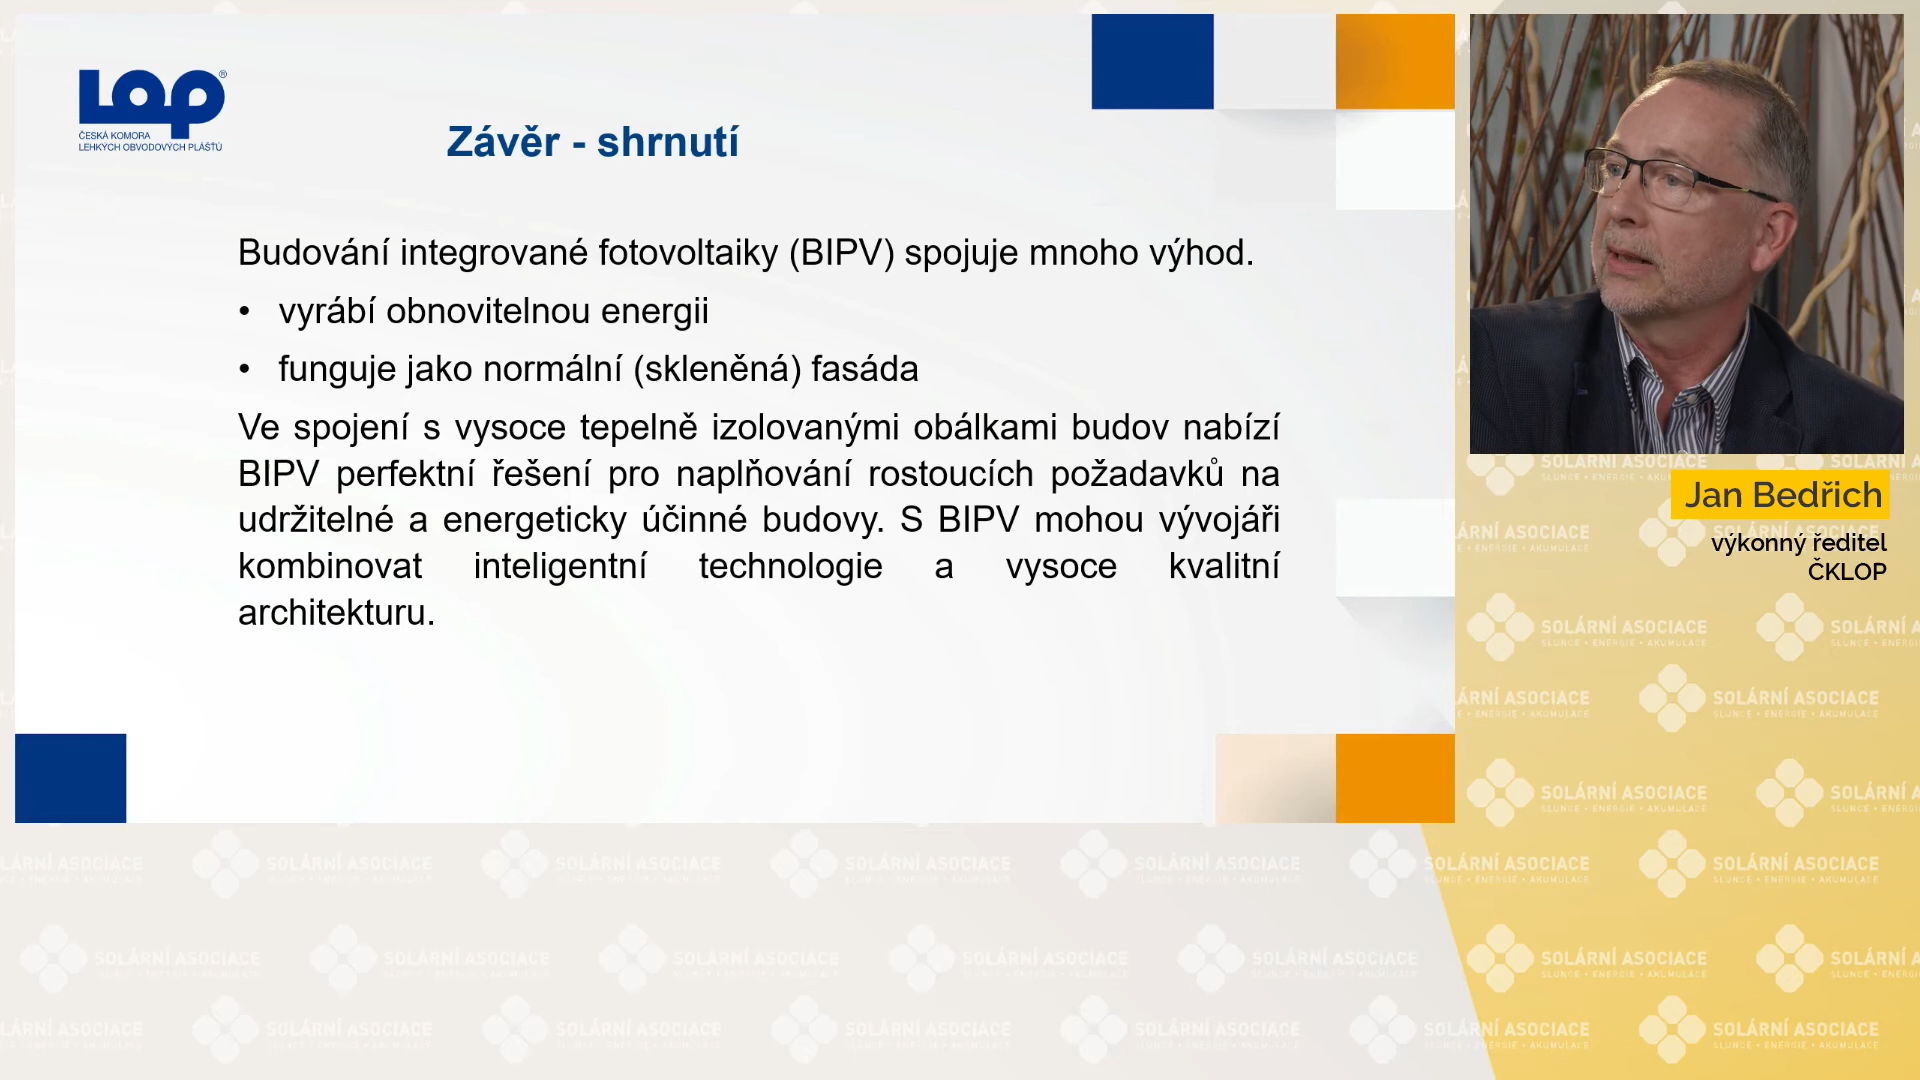 Lop®
ČESKÁ KOMORA
LEHKÝCH OBVODOVÝCH PLÁŠŤŮ
Závěr - shrnutí
Budování integrované fotovoltaiky (BIPV) spojuje mnoho výhod.
• vyrábí obnovitelnou energii
• funguje jako normální (skleněná) fasáda
Ve spojení s vysoce tepelně izolovanými obálkami budov nabízí
BIPV perfektní řešení pro naplňování rostoucích požadavků na
udržitelné a energeticky účinné budovy. S BIPV mohou vývojáři
kombinovat inteligentní technologie a vysoce kvalitní
architekturu.
Jan Bedřich
výkonný ředitel
ČKLOP
SOLÁRNÍ ASOCIACE
SLUNCE • ENERGIE • AKUMULACE